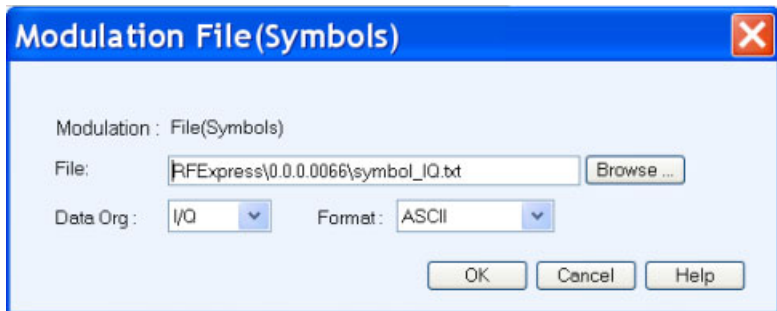 Modulation File(Symbols)
Modulation : File(Symbols)
File: RFExpress\0.0.0.0066\symbol_IQ.txt Browse ...
Data Org : I/Q Format : ASCII
OK Cancel Help